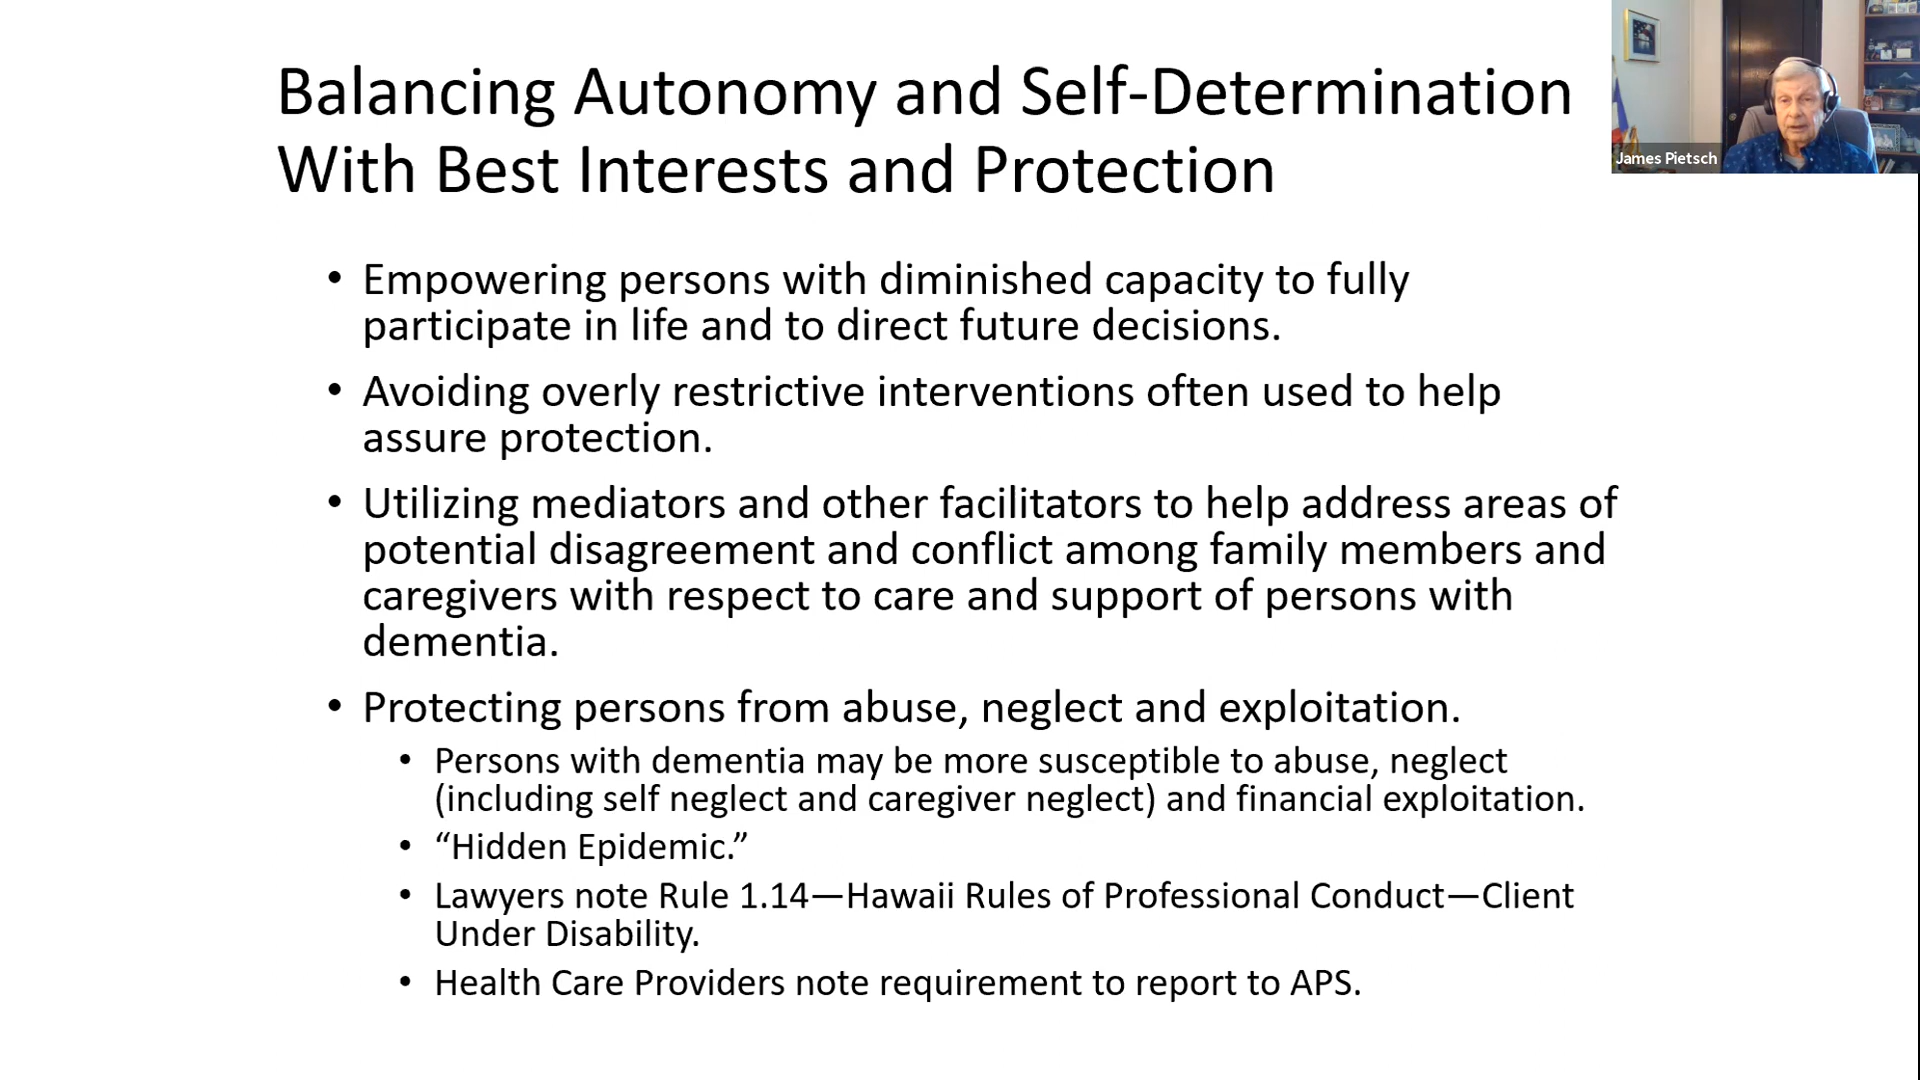 Balancing Autonomy and Self-Determination
With Best Interests and Protection
James Pietsch
• Empowering persons with diminished capacity to fully
participate in life and to direct future decisions.
• Avoiding overly restrictive interventions often used to help
assure protection.
• Utilizing mediators and other facilitators to help address areas of
potential disagreement and conflict among family members and
caregivers with respect to care and support of persons with
dementia.
• Protecting persons from abuse, neglect and exploitation.
• Persons with dementia may be more susceptible to abuse, neglect
(including self neglect and caregiver neglect) and financial exploitation.
• “Hidden Epidemic.”
• Lawyers note Rule 1.14—Hawaii Rules of Professional Conduct—Client
Under Disability.
• Health Care Providers note requirement to report to APS.